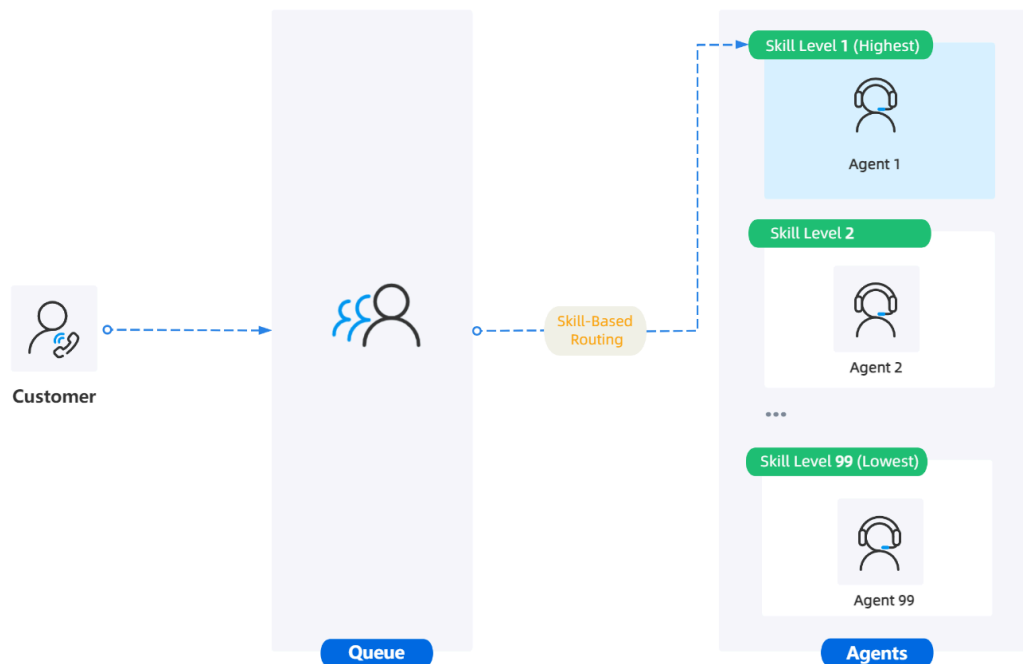 Skill Level 1 (Highest)
Agent 1
Skill Level 2
Agent 2
...
Skill Level 99 (Lowest)
Agent 99
Customer
Skill-Based
Routing
Queue
Agents